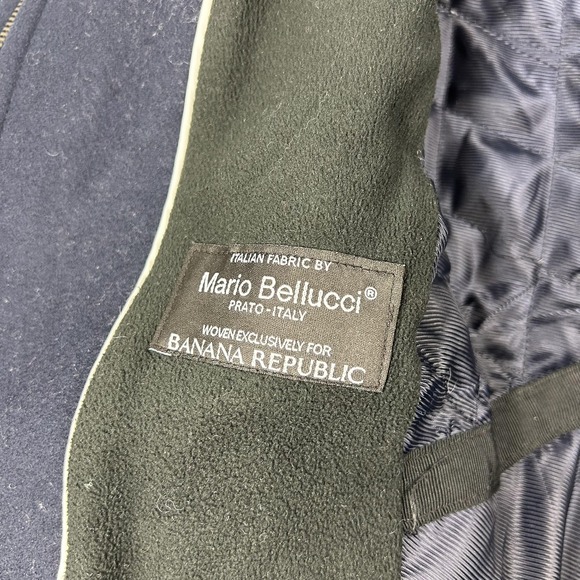 ITALIAN FABRIC BY
Mario Bellucci®
PRATO - ITALY
WOVEN EXCLUSIVELY FOR
BANANA REPUBLIC